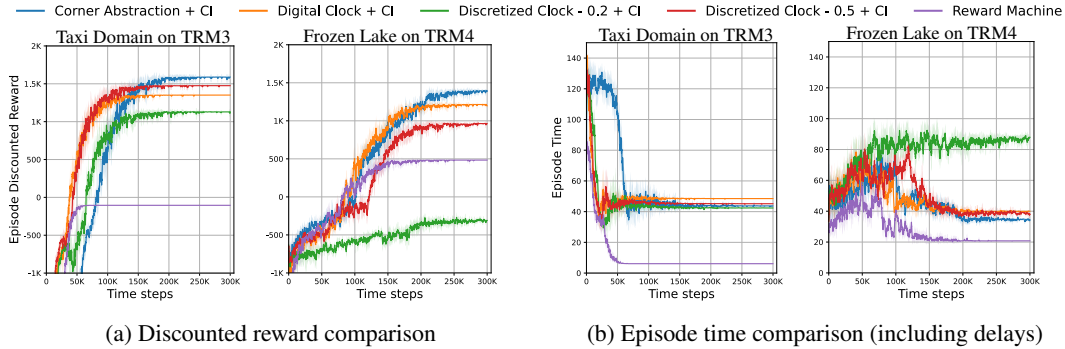 Corner Abstraction + CI Digital Clock + CI Discretized Clock - 0.2 + CI Discretized Clock - 0.5 + CI Reward Machine
Taxi Domain on TRM3 Frozen Lake on TRM4 Taxi Domain on TRM3 Frozen Lake on TRM4
Episode Discounted Reward
2K
1.5K
1K
500
0
-500
-1K
0 50K 100K 150K 200K 250K 300K
Time steps
2K
1.5K
1K
500
0
-500
-1K
0 50K 100K 150K 200K 250K 300K
Time steps
Episode Time
140
120
100
80
60
40
20
0
0 50K 100K 150K 200K 250K 300K
Time steps
140
120
100
80
60
40
20
0
0 50K 100K 150K 200K 250K 300K
Time steps
(a) Discounted reward comparison
(b) Episode time comparison (including delays)